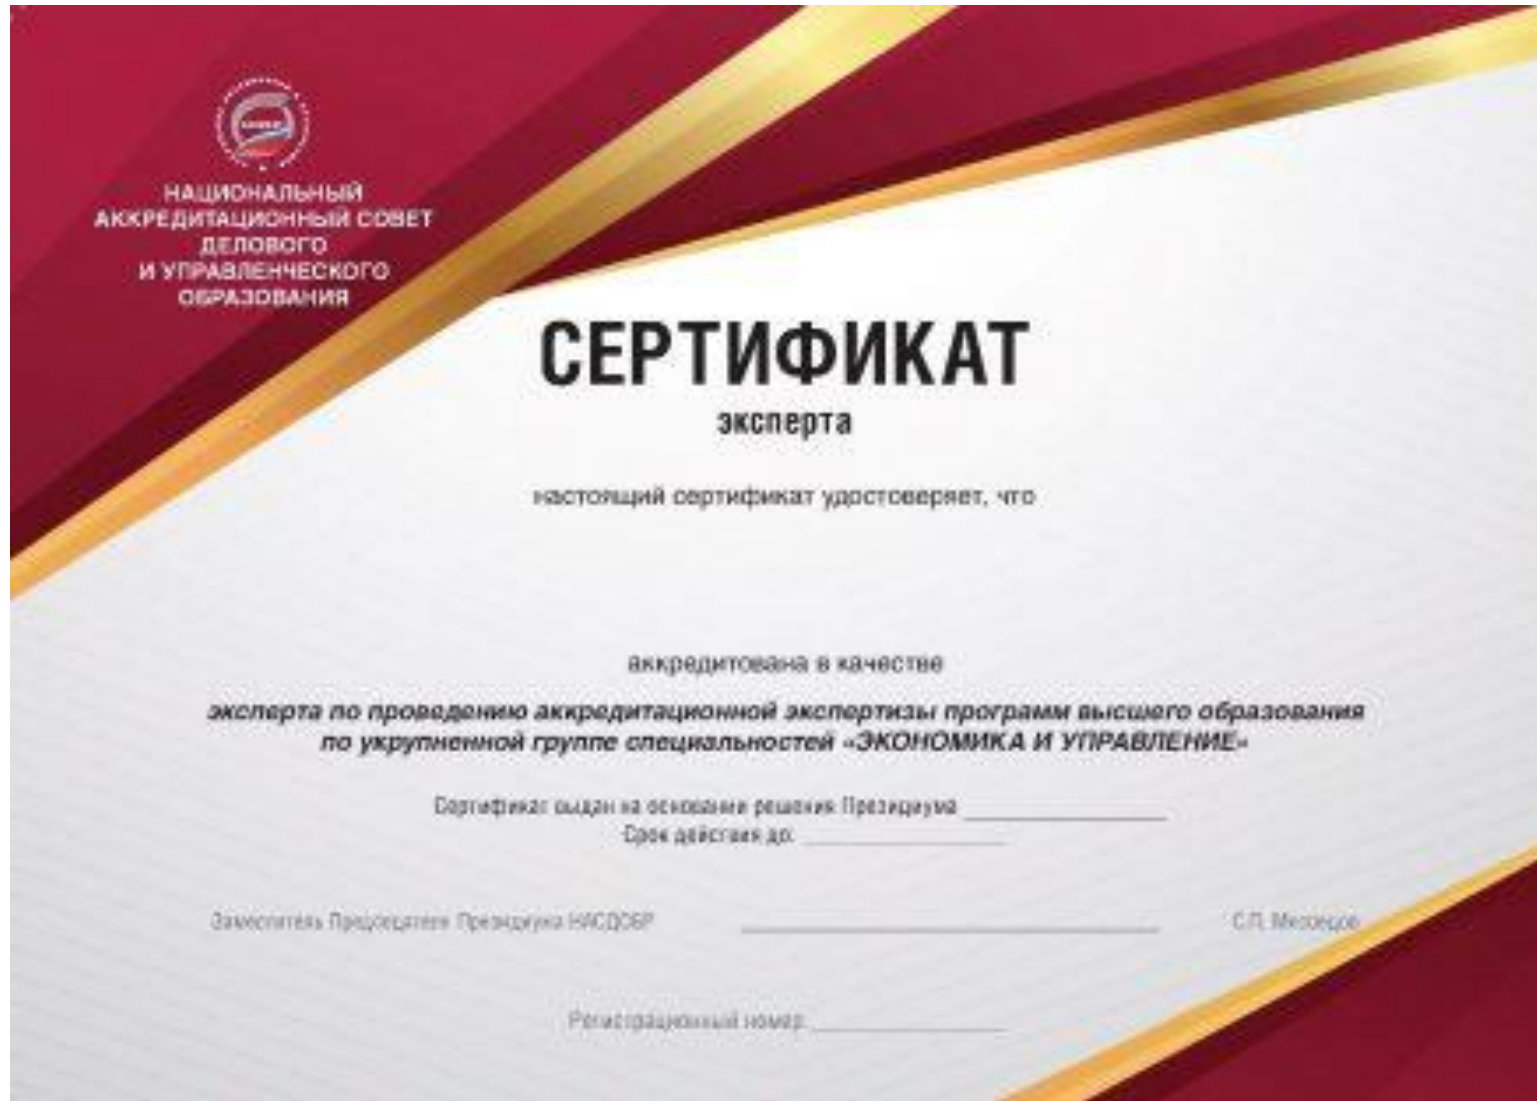 НАЦИОНАЛЬНЫЙ
АККРЕДИТАЦИОННЫЙ СОВЕТ
ДЕЛОВОГО
И УПРАВЛЕНЧЕСКОГО
ОБРАЗОВАНИЯ
СЕРТИФИКАТ
эксперта
настоящий сертификат удостоверяет, что
аккредитована в качестве
эксперта по проведению аккредитационной экспертизы программ высшего образования
по укрупненной группе специальностей «ЭКОНОМИКА И УПРАВЛЕНИЕ»
Сертификат выдан на основании решения Президиума
Срок действия до:
Заместитель Председателя Президиума НАСДОБР
С.П.
Регистрационный номер